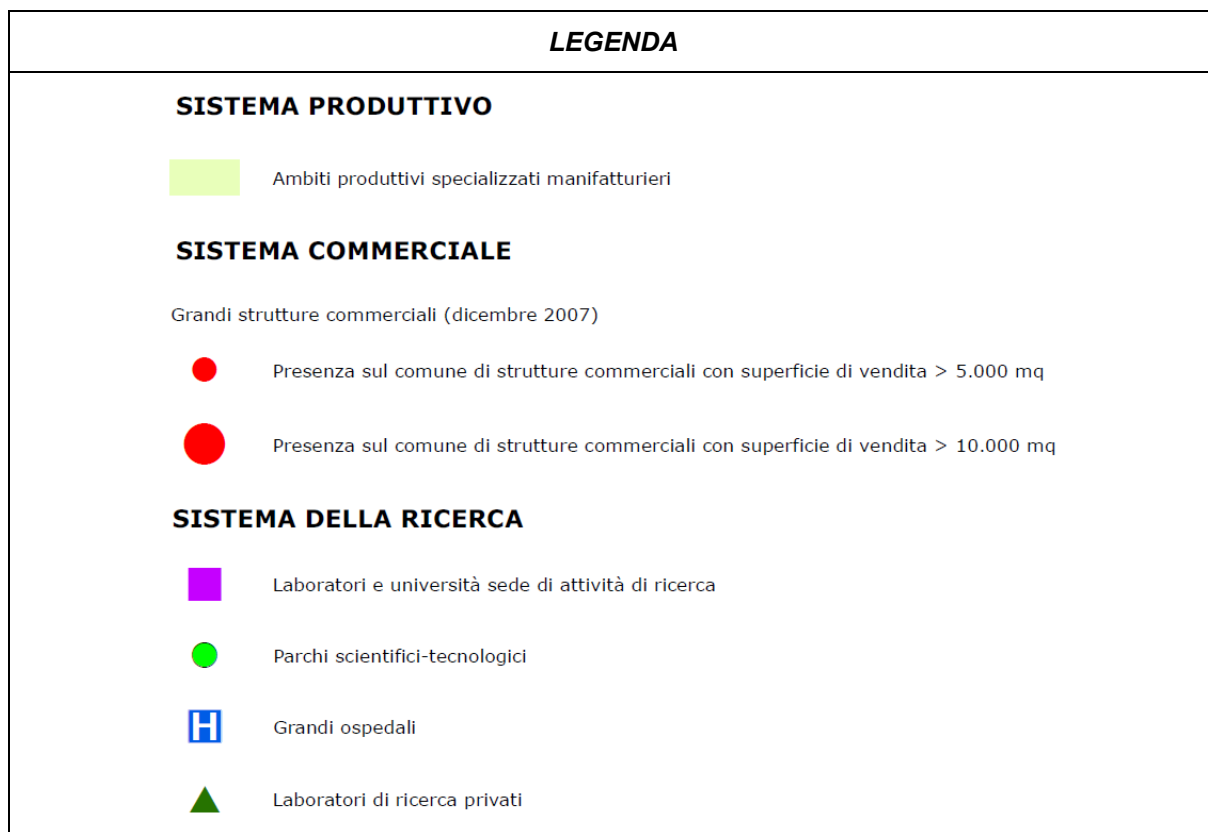 LEGENDA
SISTEMA PRODUTTIVO
Ambiti produttivi specializzati manifatturieri
SISTEMA COMMERCIALE
Grandi strutture commerciali (dicembre 2007)
Presenza sul comune di strutture commerciali con superficie di vendita > 5.000 mq
Presenza sul comune di strutture commerciali con superficie di vendita > 10.000 mq
SISTEMA DELLA RICERCA
Laboratori e università sede di attività di ricerca
Parchi scientifici-tecnologici
H Grandi ospedali
Laboratori di ricerca privati